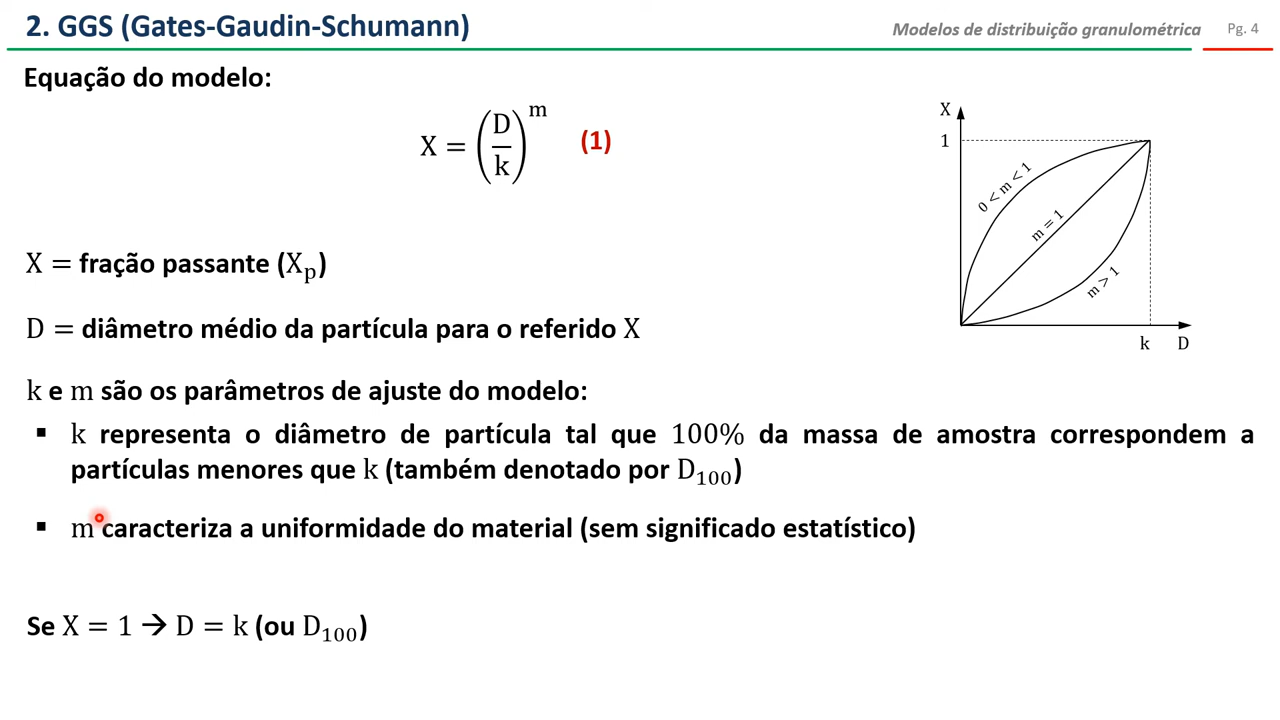 2. GGS (Gates-Gaudin-Schumann)
Modelos de distribuição granulométrica
Pg. 4
Equação do modelo:
X = (D/k)^m (1)
X = fração passante (X_p)
D = diâmetro médio da partícula para o referido X
k e m são os parâmetros de ajuste do modelo:
▪ k representa o diâmetro de partícula tal que 100% da massa de amostra correspondem a
partículas menores que k (também denotado por D_100)
▪ m caracteriza a uniformidade do material (sem significado estatístico)
Se X = 1 → D = k (ou D_100)
X
1
0 < m < 1
m = 1
m > 1
k D